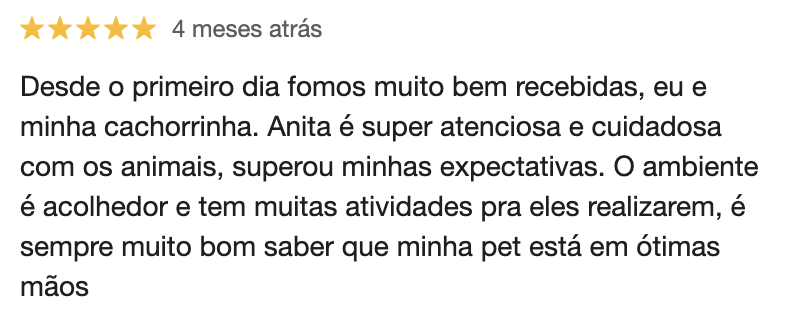 4 meses atrás
Desde o primeiro dia fomos muito bem recebidas, eu e
minha cachorrinha. Anita é super atenciosa e cuidadosa
com os animais, superou minhas expectativas. O ambiente
é acolhedor e tem muitas atividades pra eles realizarem, é
sempre muito bom saber que minha pet está em ótimas
mãos